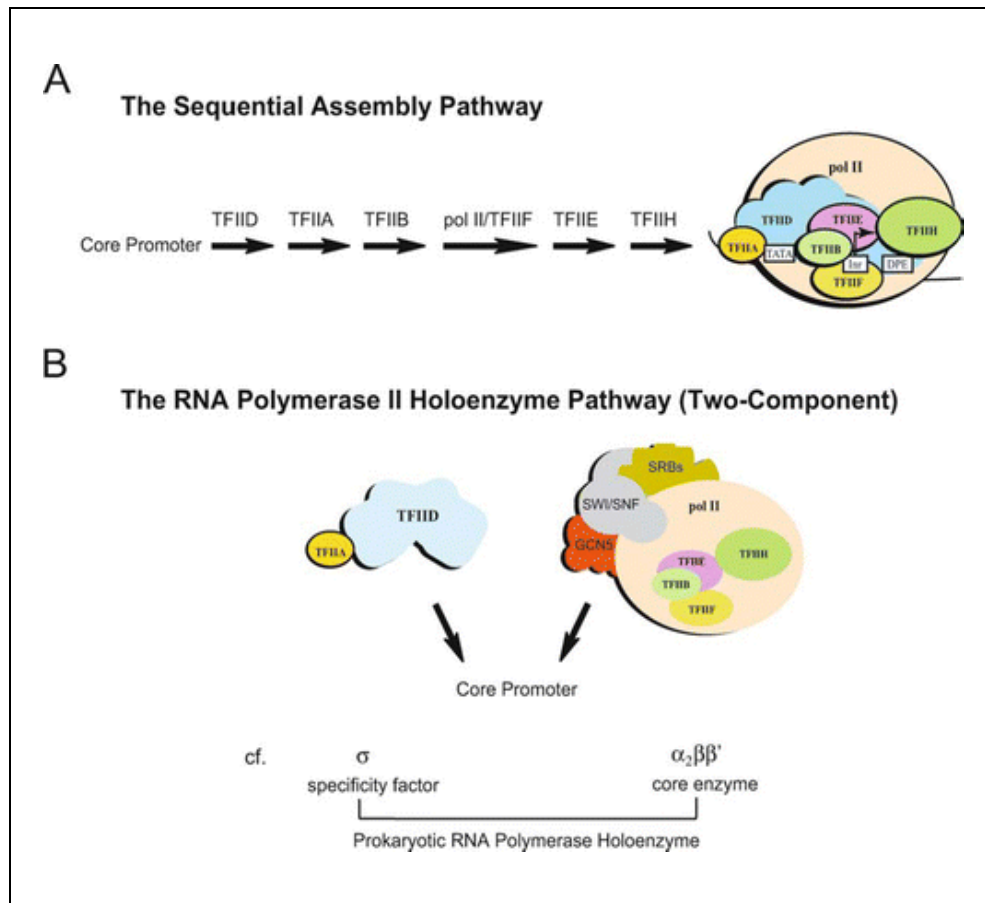 A
The Sequential Assembly Pathway
TFIID TFIIA TFIIB pol II/TFIIF TFIIE TFIIH
Core Promoter
pol II
TFIID
TFIIE
TFIIH
TFIIA
TATA
TFIIB
Inr
DPE
TFIIF
B
The RNA Polymerase II Holoenzyme Pathway (Two-Component)
TFIID
TFIIA
SRBs
SWI/SNF
pol II
GCN5
TFIIE
TFIIH
TFIIB
TFIIF
Core Promoter
cf. σ α₂ββ'
specificity factor core enzyme
Prokaryotic RNA Polymerase Holoenzyme